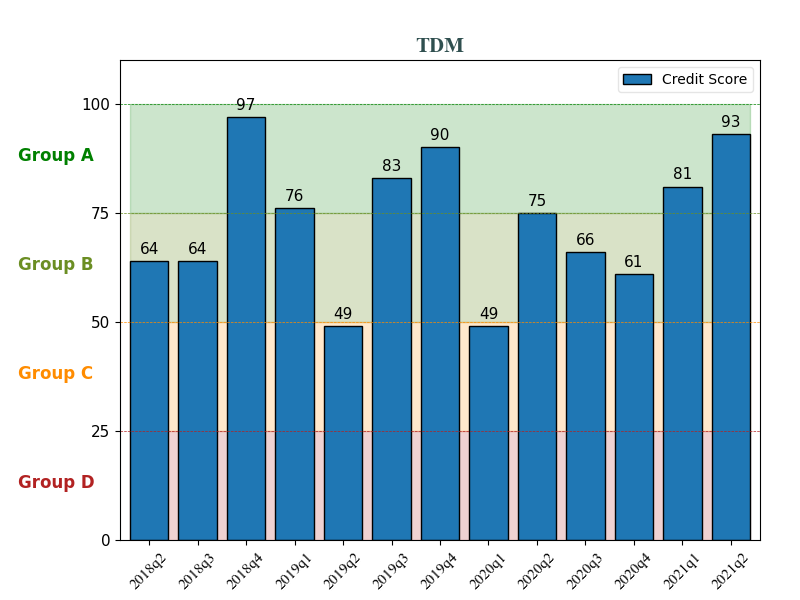 TDM
Credit Score
100
75
50
25
0
Group A
Group B
Group C
Group D
64
64
97
76
49
83
90
49
75
66
61
81
93
2018q2
2018q3
2018q4
2019q1
2019q2
2019q3
2019q4
2020q1
2020q2
2020q3
2020q4
2021q1
2021q2